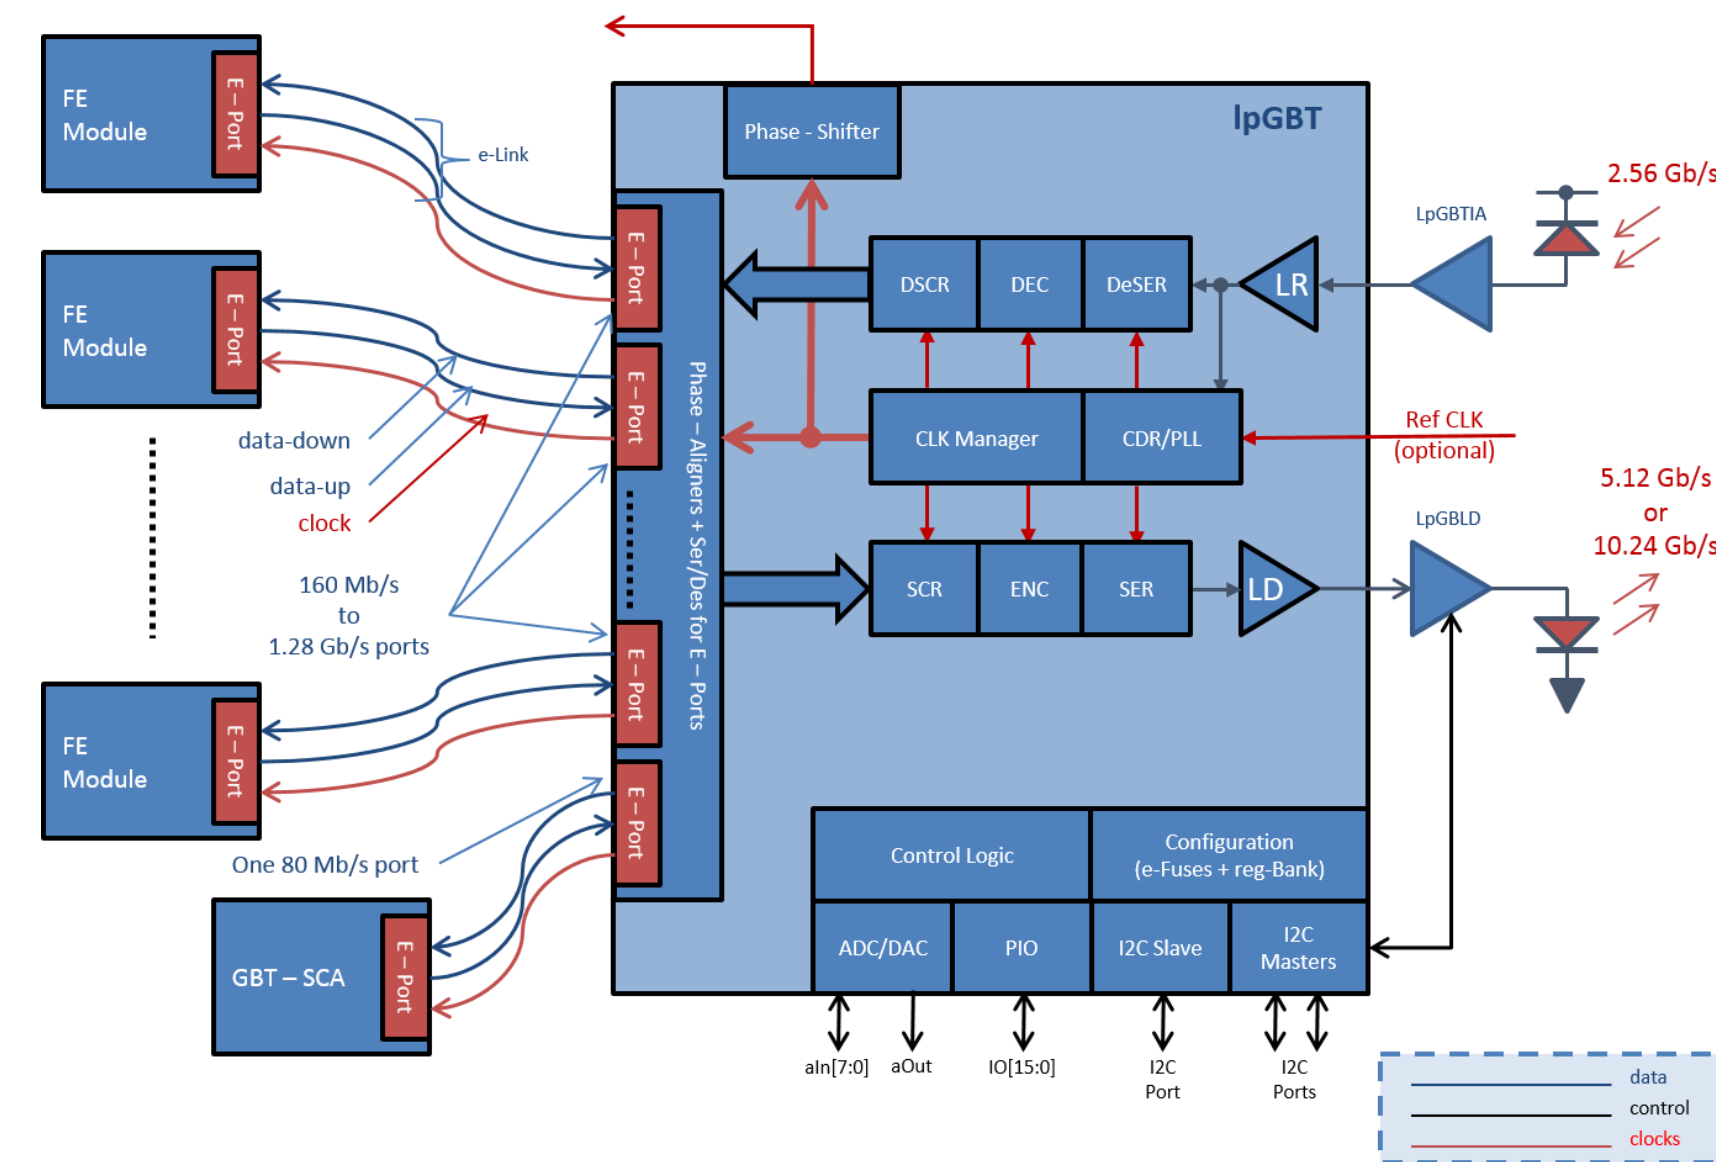 FE
Module
E – Port
e-Link
Phase - Shifter
lpGBT
2.56 Gb/s
LpGBTIA
E – Port
DSCR
DEC
DeSER
LR
FE
Module
E – Port
E – Port
Phase – Aligners + Ser/Des for E – Ports
CLK Manager
CDR/PLL
Ref CLK
(optional)
data-down
data-up
clock
5.12 Gb/s
or
10.24 Gb/s
LpGBLD
160 Mb/s
to
1.28 Gb/s ports
SCR
ENC
SER
LD
E – Port
FE
Module
E – Port
E – Port
One 80 Mb/s port
Control Logic
Configuration
(e-Fuses + reg-Bank)
GBT – SCA
E – Port
ADC/DAC
PIO
I2C Slave
I2C
Masters
aIn[7:0]
aOut
IO[15:0]
I2C
Port
I2C
Ports
data
control
clocks